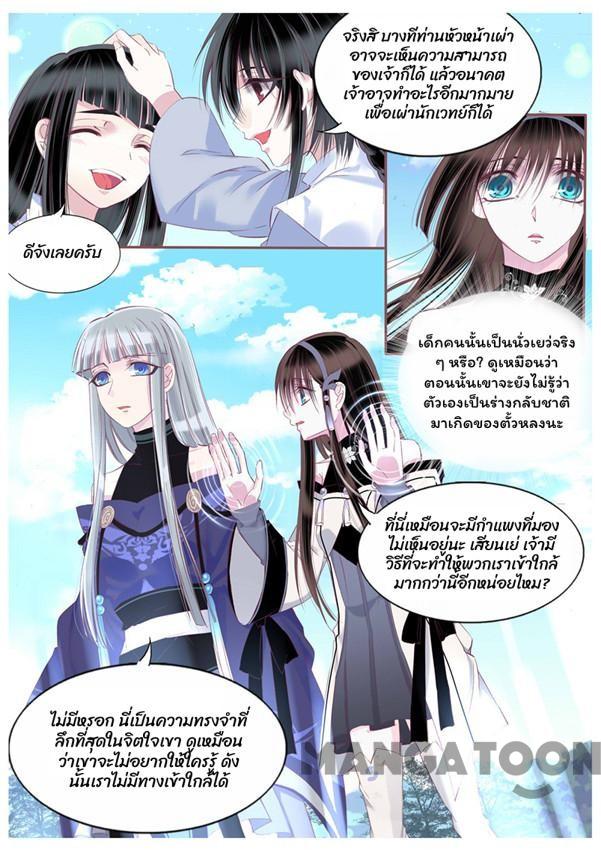 จริงสิ บางทีท่านหัวหน้าเผ่า
อาจจะเห็นความสามารถ
ของเจ้าก็ได้ แล้วอนาคต
เจ้าอาจทำอะไรอีกมากมาย
เพื่อเผ่านักเวทย์ก็ได้
ดีจังเลยครับ
เด็กคนนั้นเป็นนั่วเยว่จริง
ๆ หรือ? ดูเหมือนว่า
ตอนนั้นเขาจะยังไม่รู้ว่า
ตัวเองเป็นร่างกลับชาติ
มาเกิดของตั้วหลงนะ
ที่นี่เหมือนจะมีกำแพงที่มอง
ไม่เห็นอยู่นะ เสียนเย่ เจ้ามี
วิธีที่จะทำให้พวกเราเข้าใกล้
มากกว่านี้อีกหน่อยไหม?
ไม่มีหรอก นี่เป็นความทรงจำที่
ลึกที่สุดในจิตใจเขา ดูเหมือน
ว่าเขาจะไม่อยากให้ใครรู้ ดัง
นั้นเราไม่มีทางเข้าใกล้ได้
MANGATOON